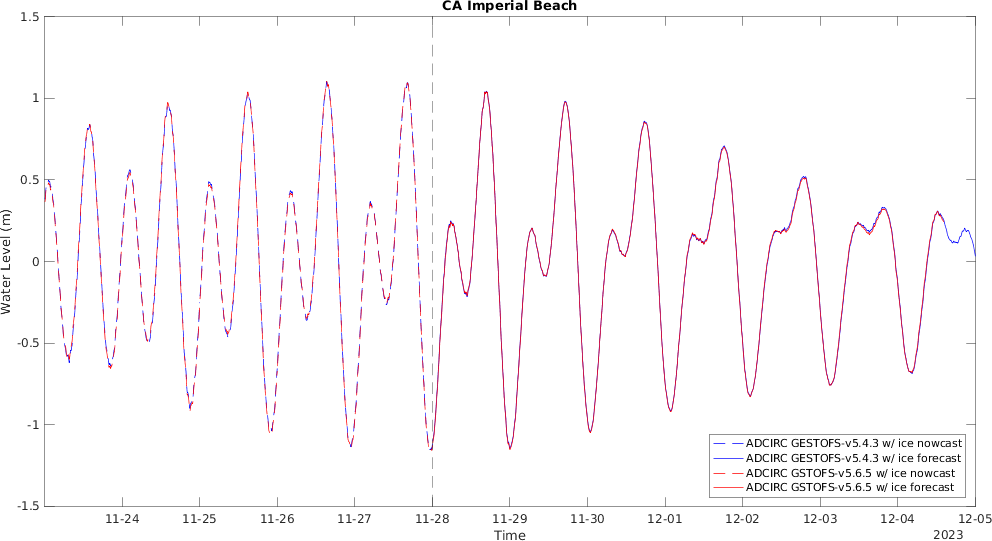 CA Imperial Beach
1.5
1
0.5
0
-0.5
-1
-1.5
Water Level (m)
ADCIRC GESTOFS-v5.4.3 w/ ice nowcast
ADCIRC GESTOFS-v5.4.3 w/ ice forecast
ADCIRC GSTOFS-v5.6.5 w/ ice nowcast
ADCIRC GSTOFS-v5.6.5 w/ ice forecast
11-24 11-25 11-26 11-27 11-28 11-29 11-30 12-01 12-02 12-03 12-04 12-05
Time
2023